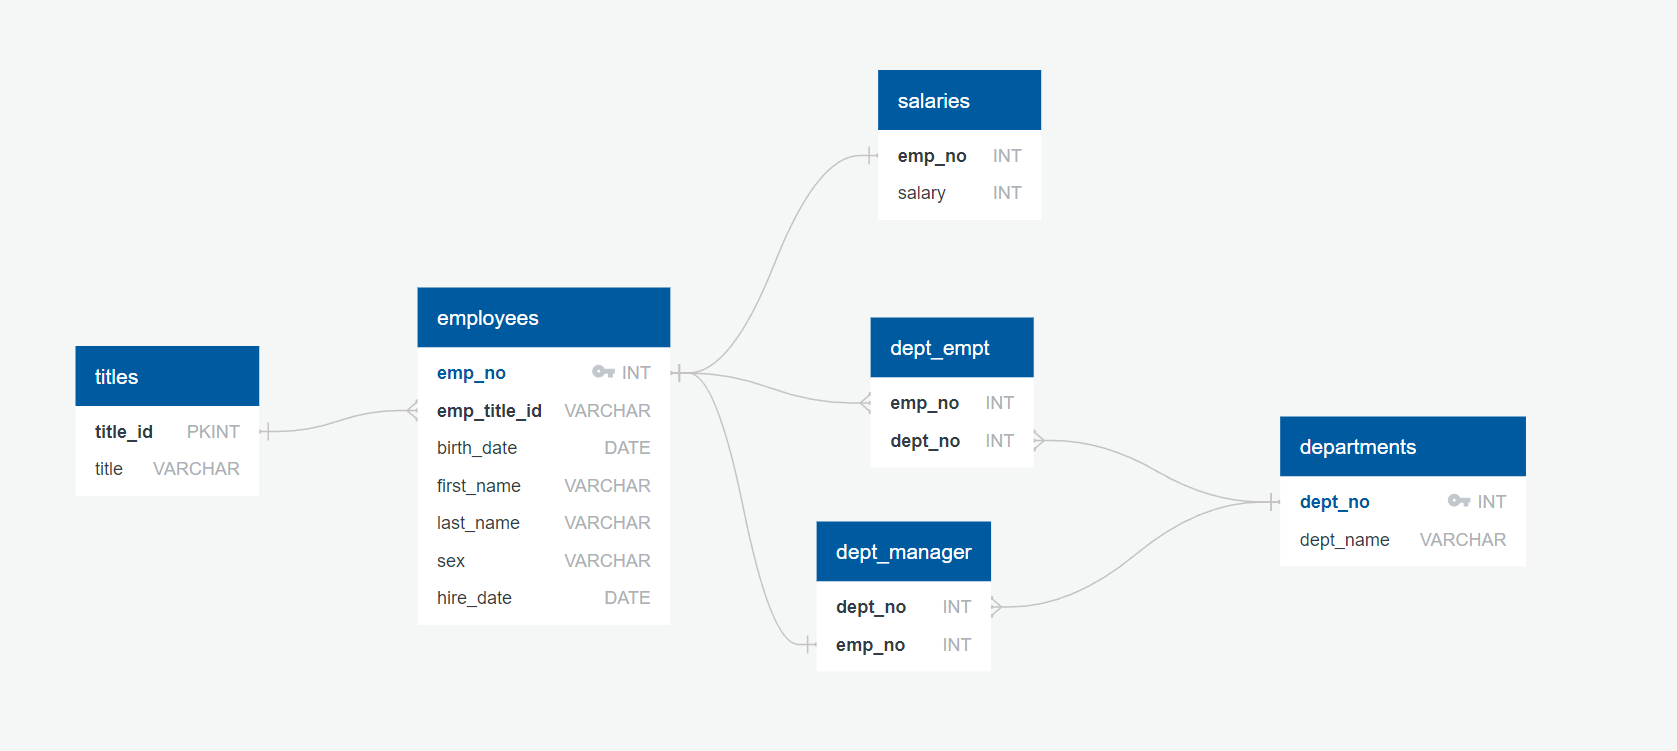 titles
title_id PKINT
title VARCHAR
employees
emp_no INT
emp_title_id VARCHAR
birth_date DATE
first_name VARCHAR
last_name VARCHAR
sex VARCHAR
hire_date DATE
salaries
emp_no INT
salary INT
dept_empt
emp_no INT
dept_no INT
dept_manager
dept_no INT
emp_no INT
departments
dept_no INT
dept_name VARCHAR